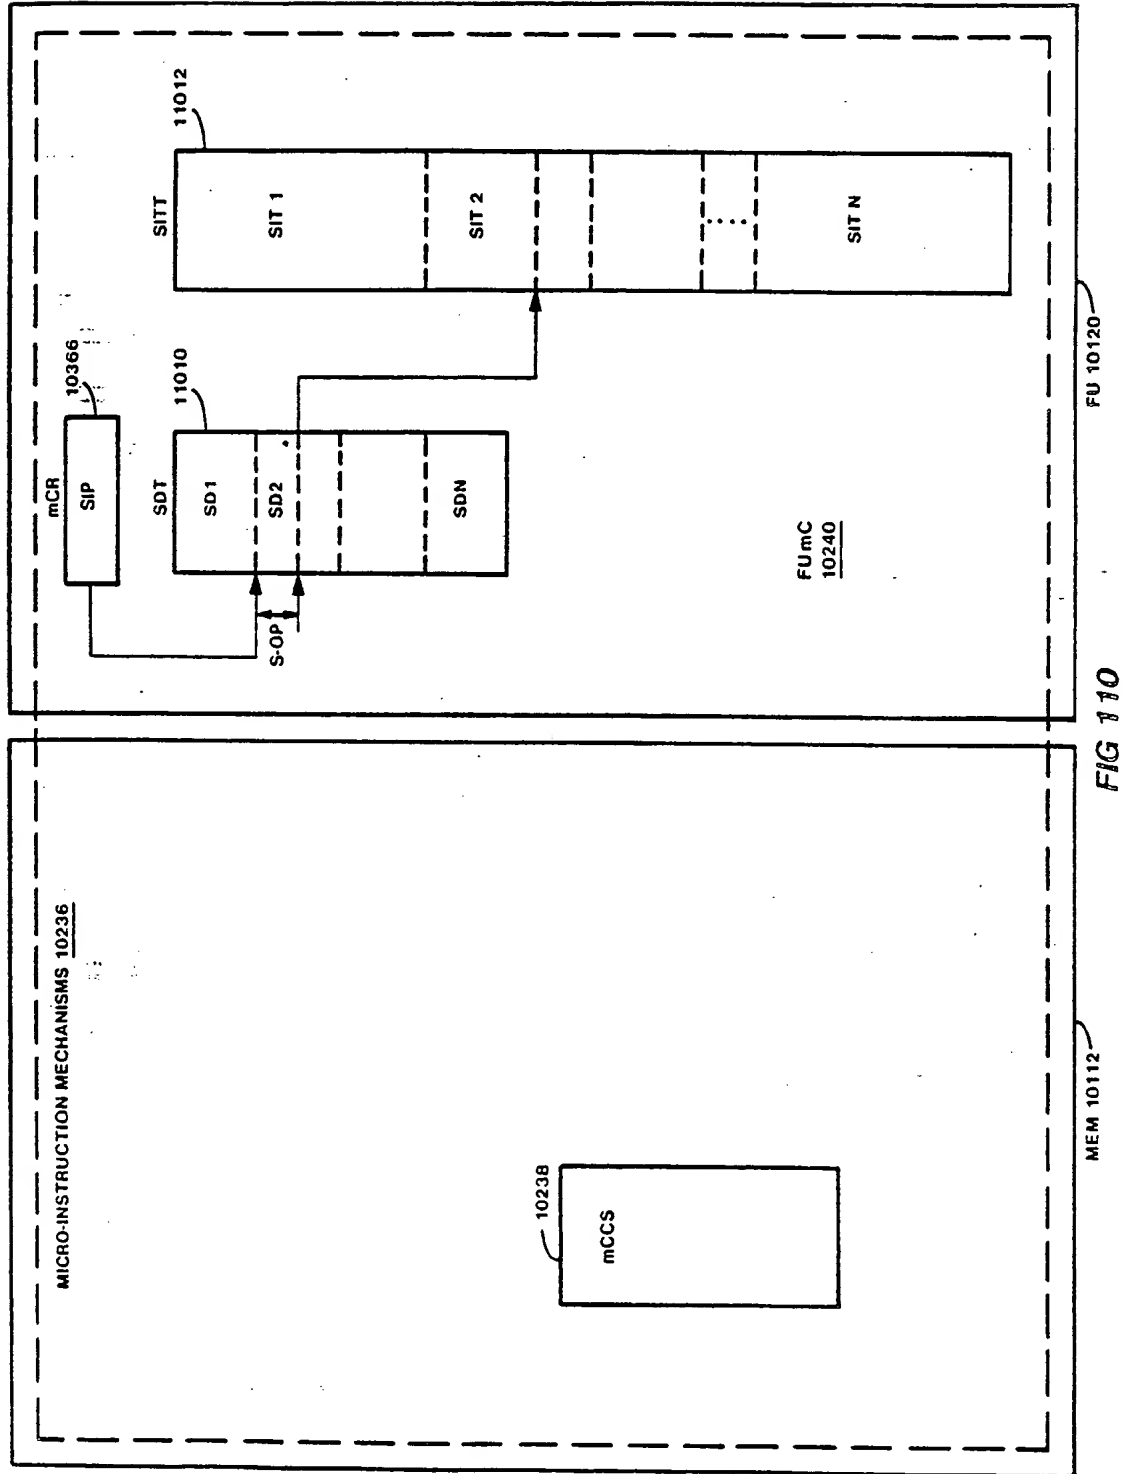 MICRO-INSTRUCTION MECHANISMS 10236
mCCS
10238
MEM 10112
mCR
SIP
10366
SDT
11010
SD1
SD2
SDN
S-OP
SITT
11012
SIT 1
SIT 2
SIT N
FUmC
10240
FU 10120
FIG 110